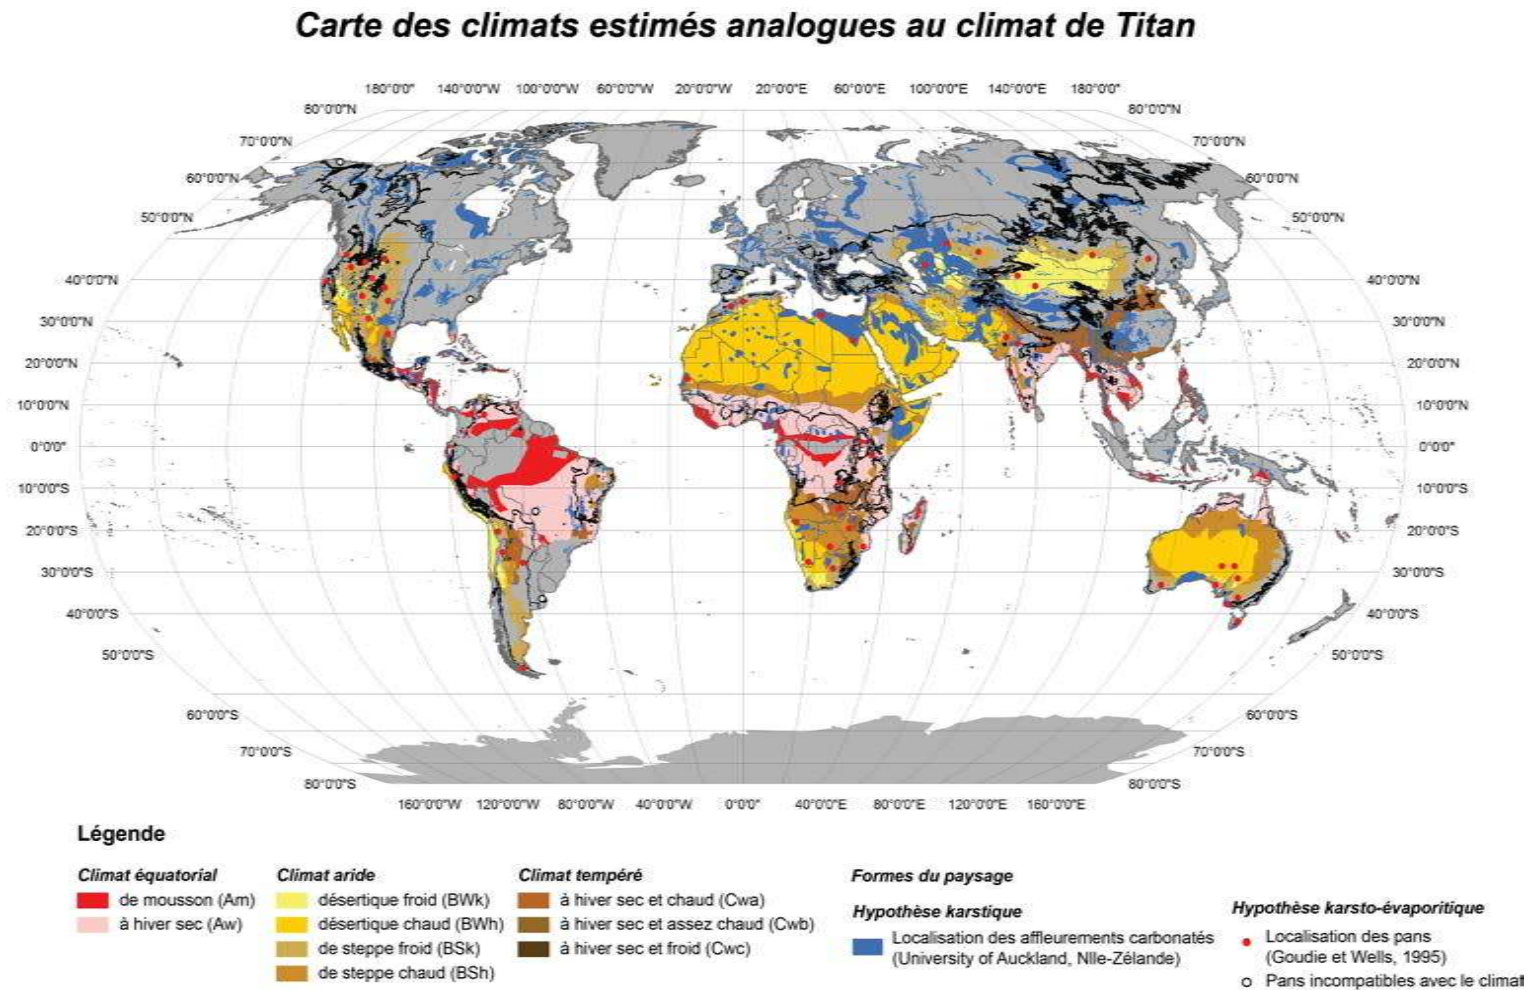 Carte des climats estimés analogues au climat de Titan
180°0'0" 140°0'0"W 100°0'0"W 60°0'0"W 20°0'0"W 20°0'0"E 60°0'0"E 100°0'0"E 140°0'0"E 180°0'0"
80°0'0"N 80°0'0"N
70°0'0"N 70°0'0"N
60°0'0"N 60°0'0"N
50°0'0"N 50°0'0"N
40°0'0"N 40°0'0"N
30°0'0"N 30°0'0"N
20°0'0"N 20°0'0"N
10°0'0"N 10°0'0"N
0°0'0" 0°0'0"
10°0'0"S 10°0'0"S
20°0'0"S 20°0'0"S
30°0'0"S 30°0'0"S
40°0'0"S 40°0'0"S
50°0'0"S 50°0'0"S
60°0'0"S 60°0'0"S
70°0'0"S 70°0'0"S
80°0'0"S 80°0'0"S
160°0'0"W 120°0'0"W 80°0'0"W 40°0'0"W 0°0'0" 40°0'0"E 80°0'0"E 120°0'0"E 160°0'0"E
Légende
Climat équatorial
de mousson (Am)
à hiver sec (Aw)
Climat aride
désertique froid (BWk)
désertique chaud (BWh)
de steppe froid (BSk)
de steppe chaud (BSh)
Climat tempéré
à hiver sec et chaud (Cwa)
à hiver sec et assez chaud (Cwb)
à hiver sec et froid (Cwc)
Formes du paysage
Hypothèse karstique
Localisation des affleurements carbonatés
(University of Auckland, Nlle-Zélande)
Hypothèse karsto-évaporitique
Localisation des pans
(Goudie et Wells, 1995)
Pans incompatibles avec le climat